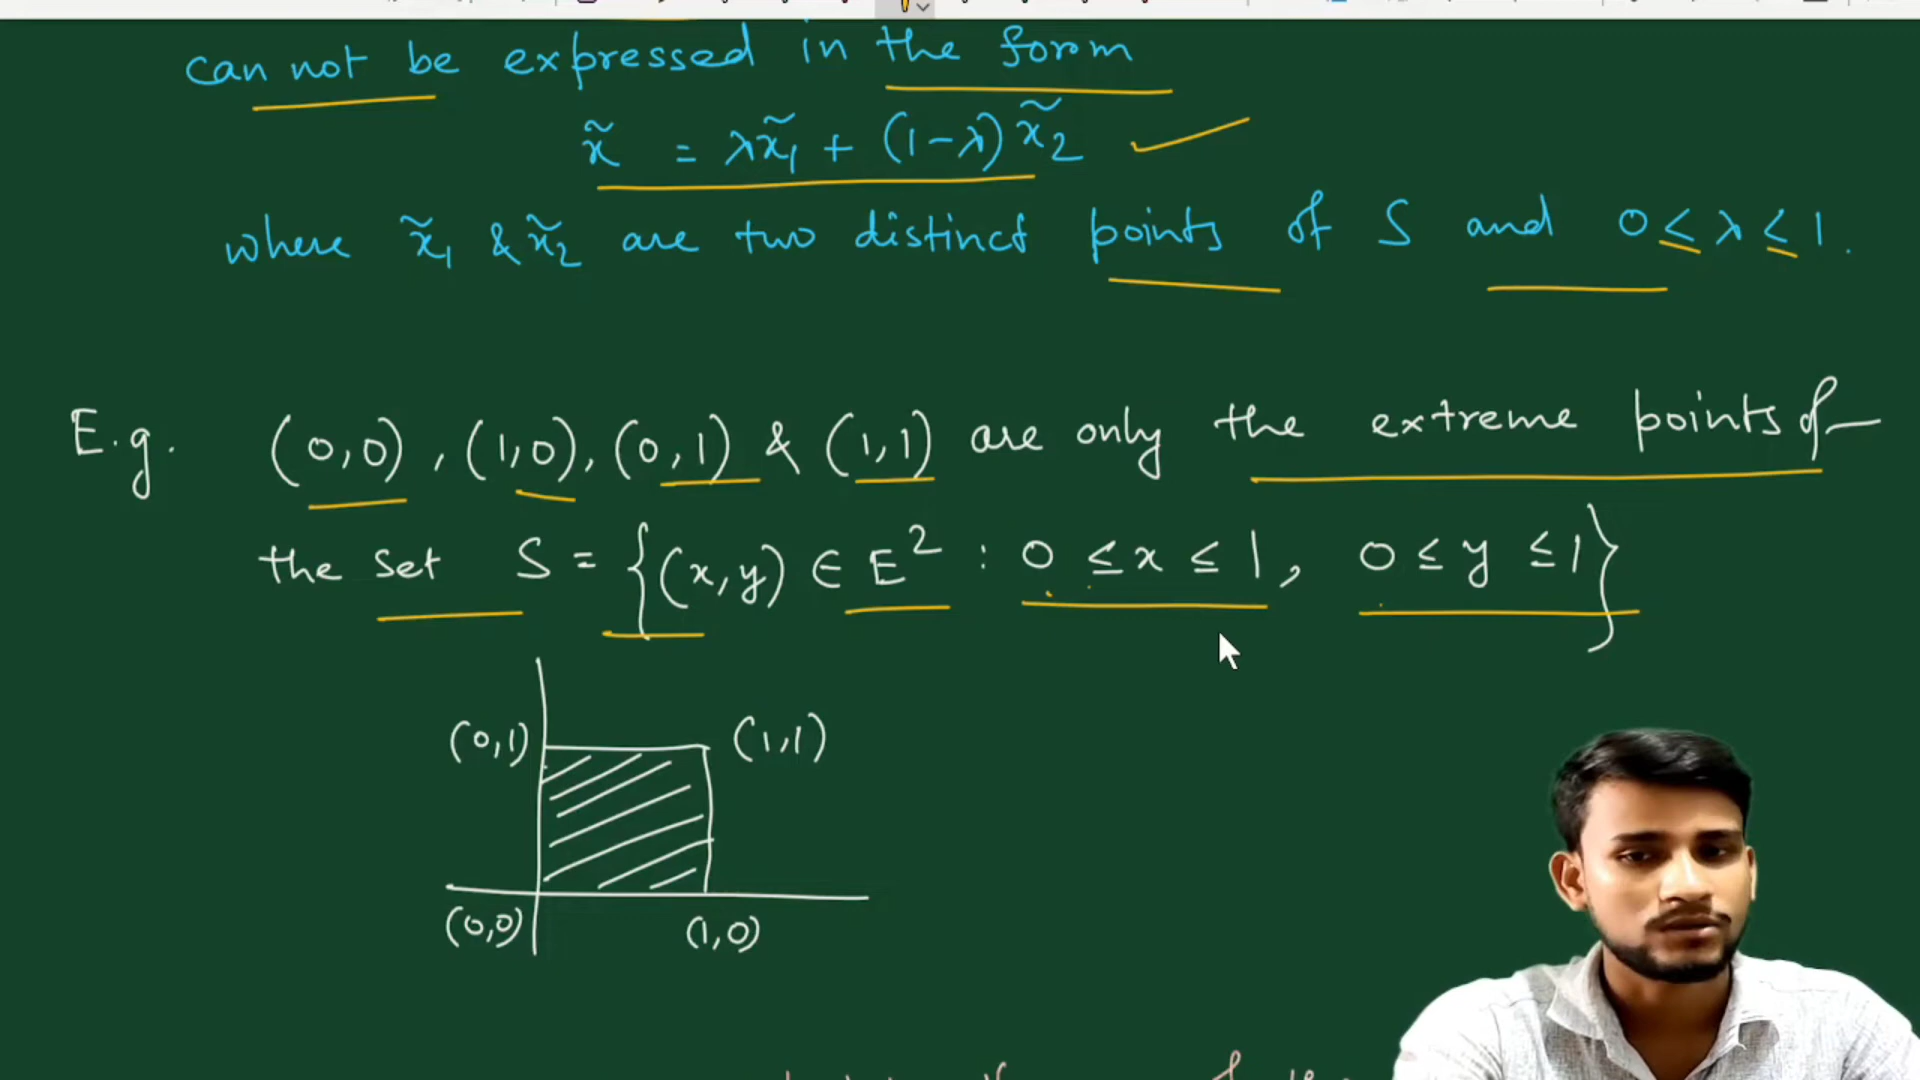 can not be expressed in the form
x̃ = λx̃₁ + (1-λ)x̃₂
where x̃₁ & x̃₂ are two distinct points of S and 0 ≤ λ ≤ 1.
E.g. (0,0), (1,0), (0,1) & (1,1) are only the extreme points of
the set S = {(x,y) ∈ E² : 0 ≤ x ≤ 1, 0 ≤ y ≤ 1}
(0,1) (1,1)
(0,0) (1,0)